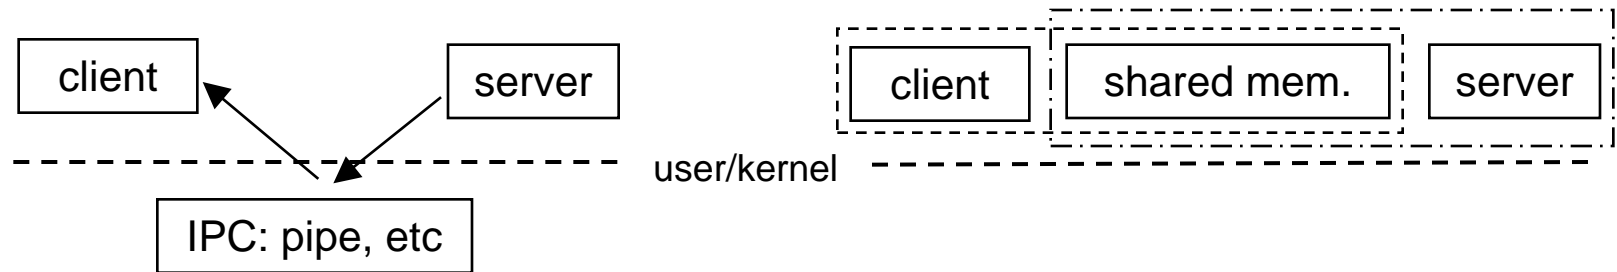 client
server
client
shared mem.
server
user/kernel
IPC: pipe, etc